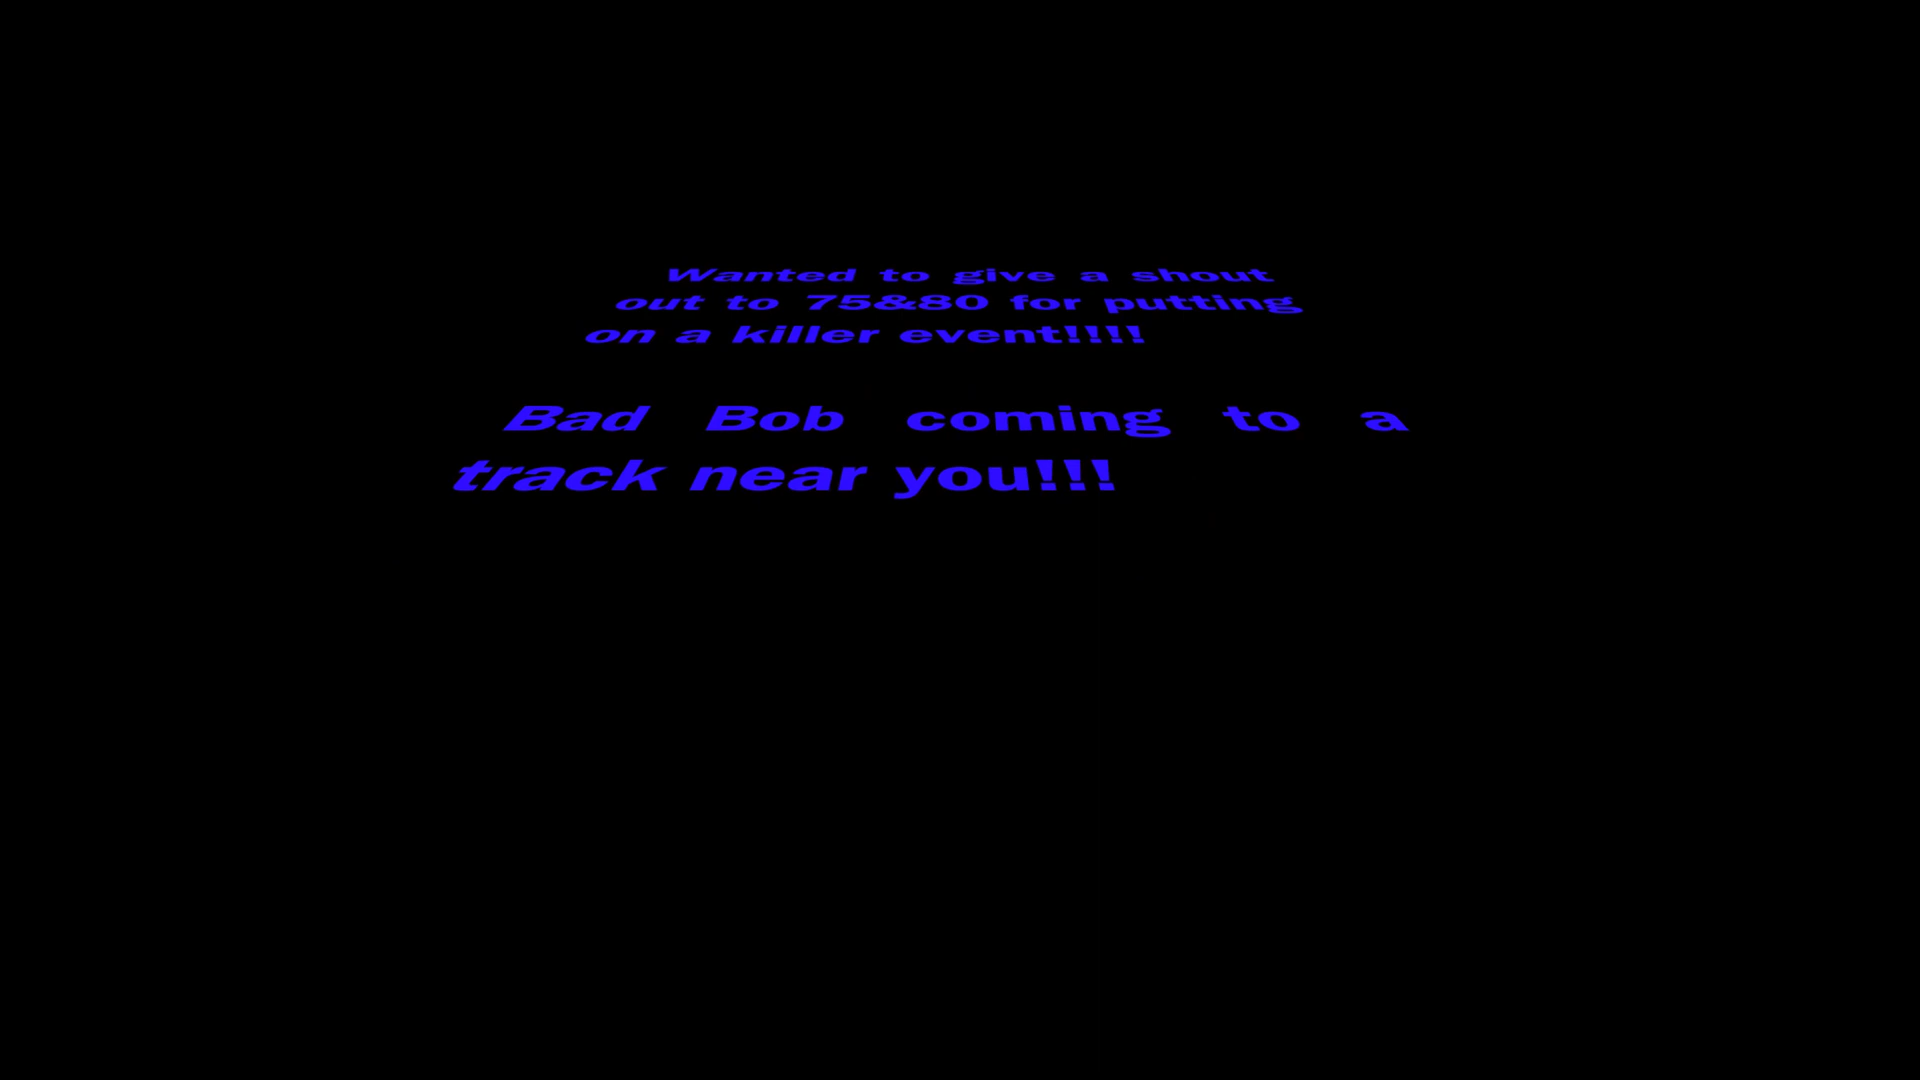 Wanted to give a shout
out to 75&80 for putting
on a killer event!!!!
Bad Bob coming to a
track near you!!!